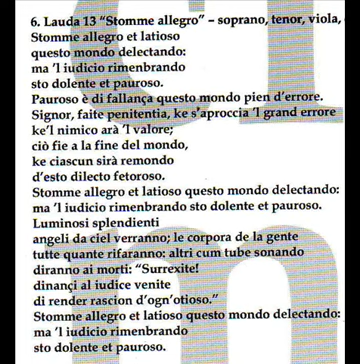 6. Lauda 13 "Stomme allegro" – soprano, tenor, viola,
Stomme allegro et latioso
questo mondo delectando:
ma 'l iudicio rimenbrando
sto dolente et pauroso.
Pauroso è di fallança questo mondo pien d'errore.
Signor, faite penitentia, ke s'aproccia 'l grand errore
ke'l nimico arà 'l valore;
ciò fie a la fine del mondo,
ke ciascun sirà remondo
d'esto dilecto fetoroso.
Stomme allegro et latioso questo mondo delectando:
ma 'l iudicio rimenbrando sto dolente et pauroso.
Luminosi splendienti
angeli da ciel verranno; le corpora de la gente
tutte quante rifaranno: altri cum tube sonando
diranno ai morti: "Surrexite!
dinançi al iudice venite
di render rascion d'ogn'otioso."
Stomme allegro et latioso questo mondo delectando:
ma 'l iudicio rimenbrando
sto dolente et pauroso.